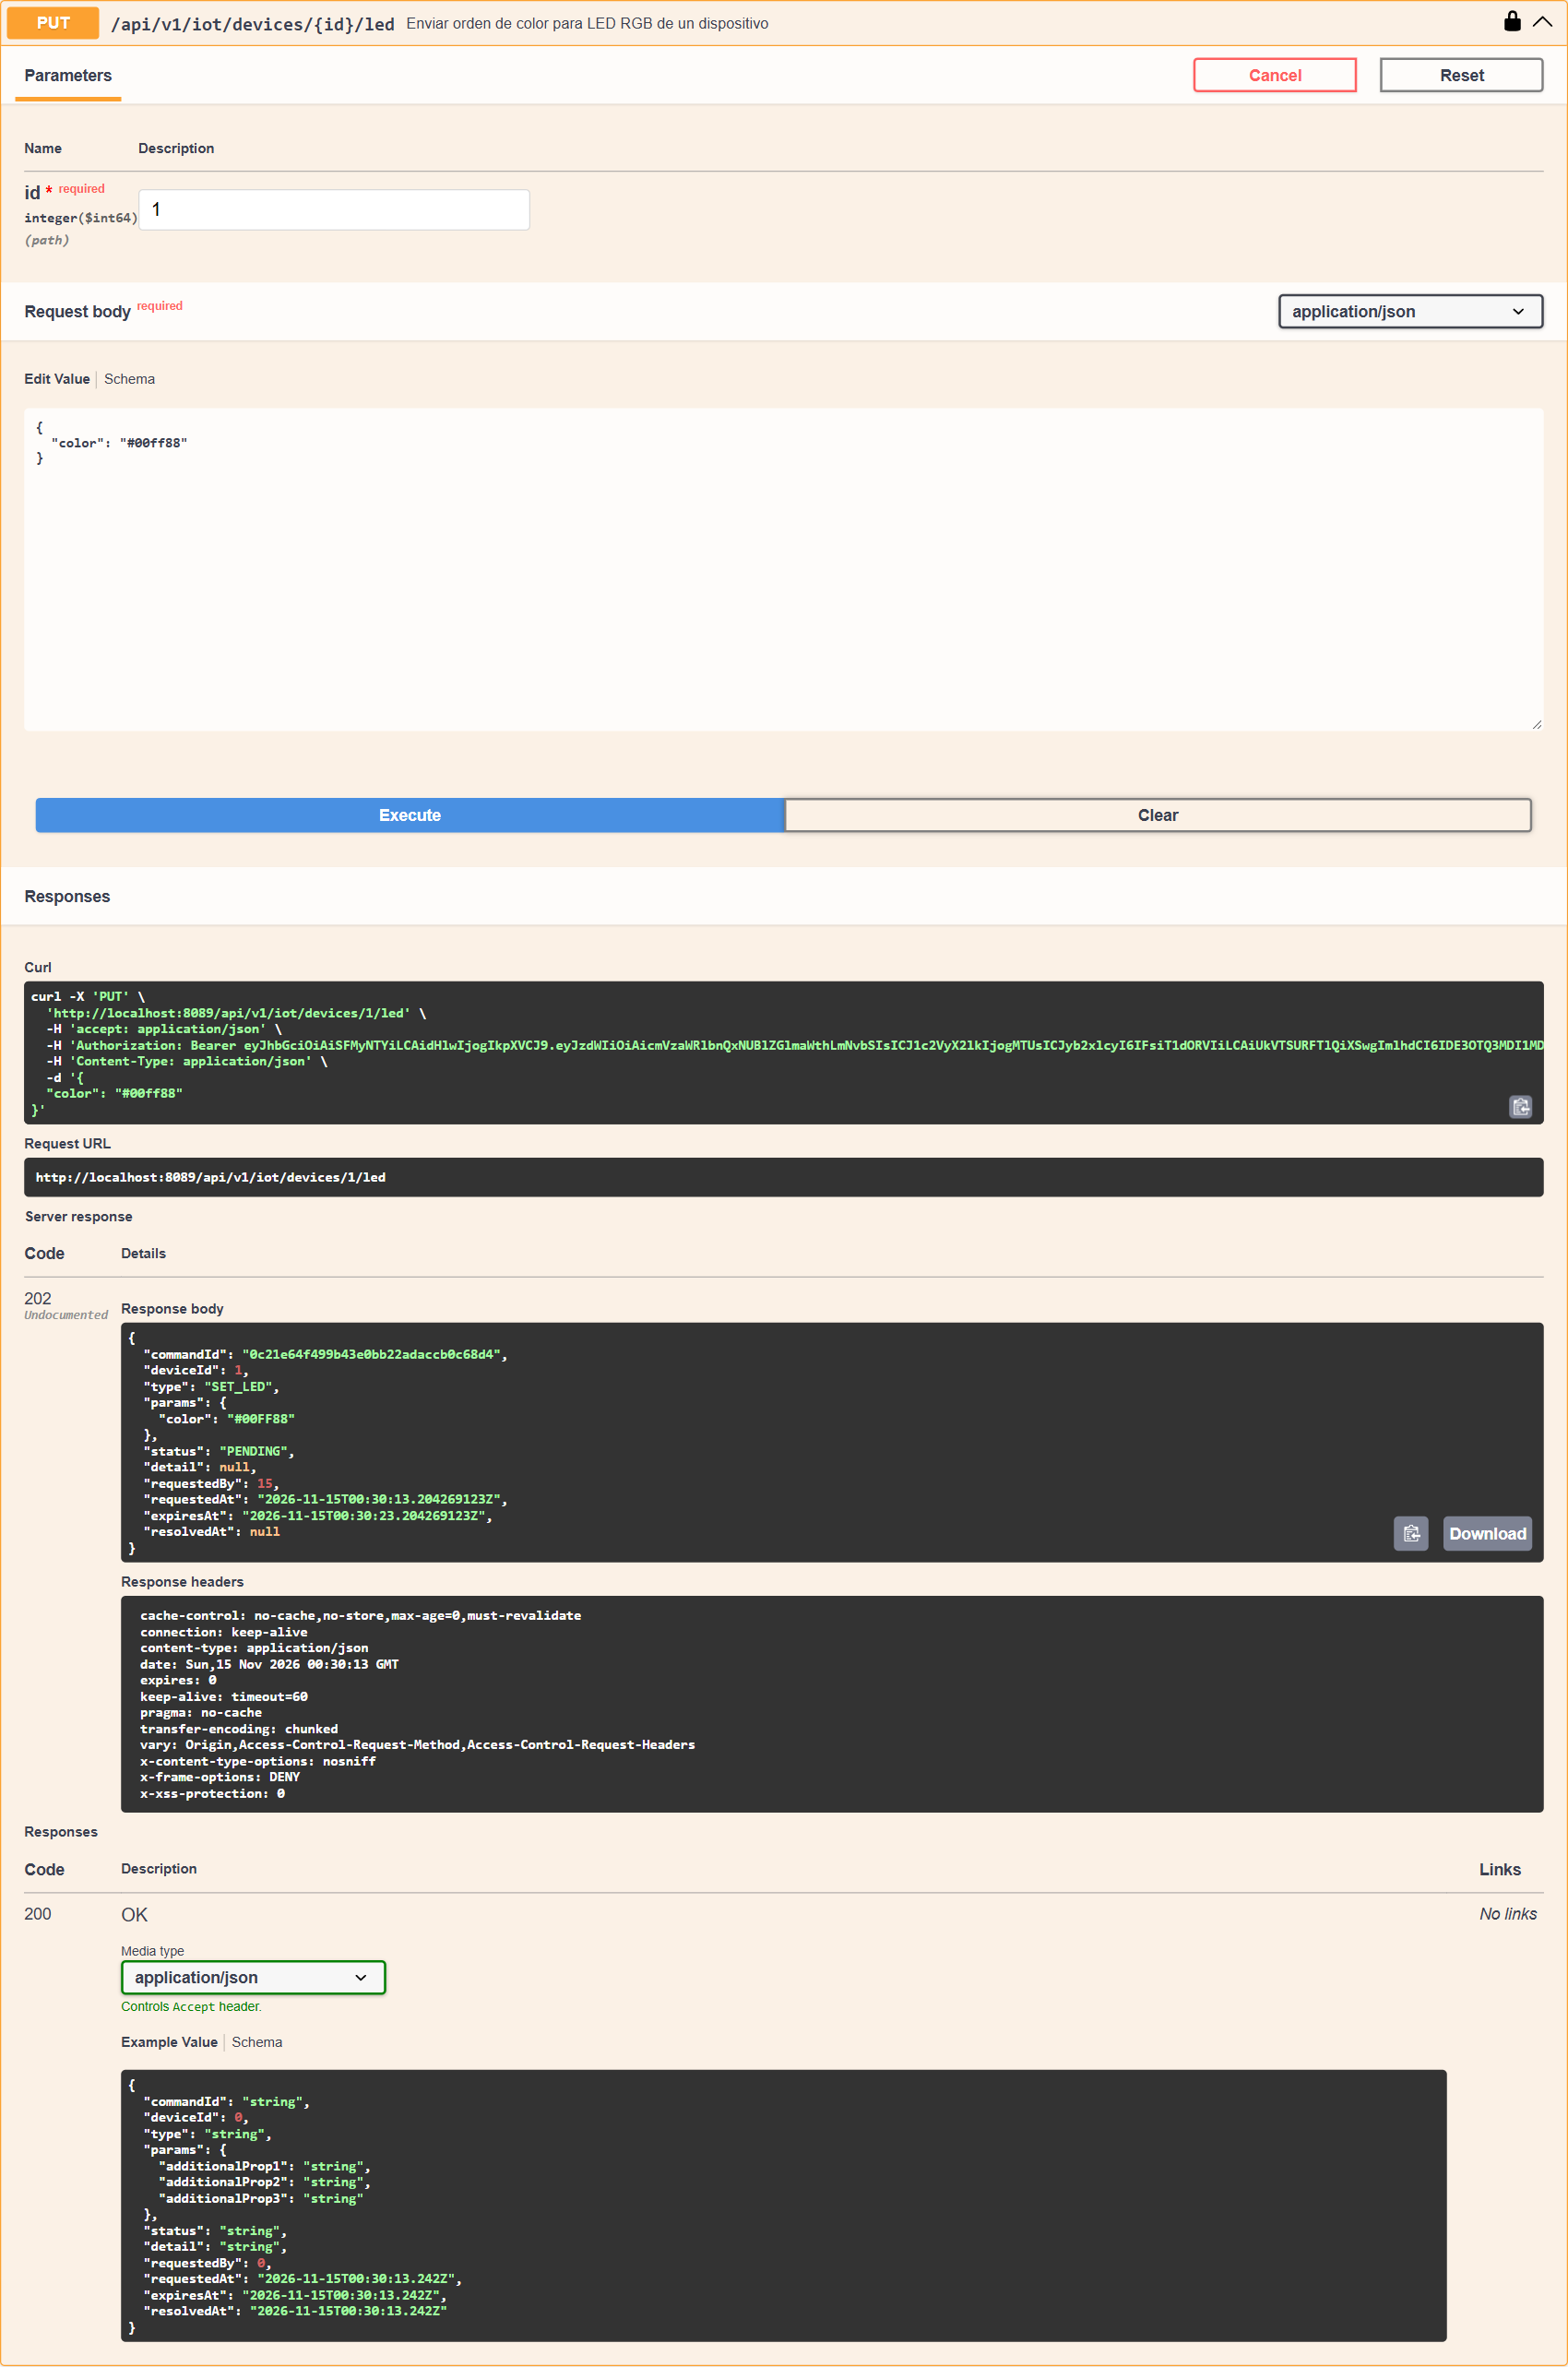 PUT /api/v1/iot/devices/{id}/led Enviar orden de color para LED RGB de un dispositivo
Parameters
Cancel
Reset
Name Description
id * required
integer($int64)
(path)
1
Request body required
application/json
Edit Value Schema
{
  "color": "#00ff88"
}
Execute
Clear
Responses
Curl
curl -X 'PUT' \
  'http://localhost:8089/api/v1/iot/devices/1/led' \
  -H 'accept: application/json' \
  -H 'Authorization: Bearer
  -H 'Content-Type: application/json' \
  -d '{
  "color": "#00ff88"
}'
Request URL
http://localhost:8089/api/v1/iot/devices/1/led
Server response
Code Details
202
Undocumented
Response body
{
  "commandId": "0c21e64f499b43e0bb22adaccb0c68d4",
  "deviceId": 1,
  "type": "SET_LED",
  "params": {
    "color": "#00FF88"
  },
  "status": "PENDING",
  "detail": null,
  "requestedBy": 15,
  "requestedAt": "2026-11-15T00:30:13.204269123Z",
  "expiresAt": "2026-11-15T00:30:23.204269123Z",
  "resolvedAt": null
}
Download
Response headers
cache-control: no-cache,no-store,max-age=0,must-revalidate
connection: keep-alive
content-type: application/json
date: Sun,15 Nov 2026 00:30:13 GMT
expires: 0
keep-alive: timeout=60
pragma: no-cache
transfer-encoding: chunked
vary: Origin,Access-Control-Request-Method,Access-Control-Request-Headers
x-content-type-options: nosniff
x-frame-options: DENY
x-xss-protection: 0
Responses
Code Description Links
200 OK No links
Media type
application/json
Controls Accept header.
Example Value Schema
{
  "commandId": "string",
  "deviceId": 0,
  "type": "string",
  "params": {
    "additionalProp1": "string",
    "additionalProp2": "string",
    "additionalProp3": "string"
  },
  "status": "string",
  "detail": "string",
  "requestedBy": 0,
  "requestedAt": "2026-11-15T00:30:13.242Z",
  "expiresAt": "2026-11-15T00:30:13.242Z",
  "resolvedAt": "2026-11-15T00:30:13.242Z"
}